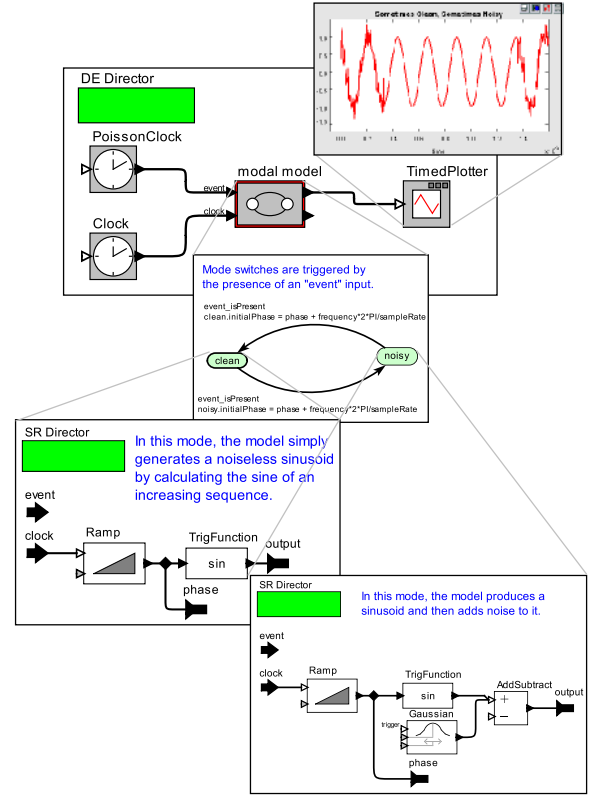 Sometimes Clean, Sometimes Noisy
DE Director
PoissonClock
modal model
TimedPlotter
event
clock
Clock
Mode switches are triggered by
the presence of an "event" input.
event_isPresent
clean.initialPhase = phase + frequency*2*PI/sampleRate
clean
noisy
event_isPresent
noisy.initialPhase = phase + frequency*2*PI/sampleRate
SR Director
In this mode, the model simply
generates a noiseless sinusoid
by calculating the sine of an
increasing sequence.
event
clock
Ramp
TrigFunction
output
sin
phase
SR Director
In this mode, the model produces a
sinusoid and then adds noise to it.
event
clock
Ramp
TrigFunction
sin
AddSubtract
output
+
−
Gaussian
trigger
phase